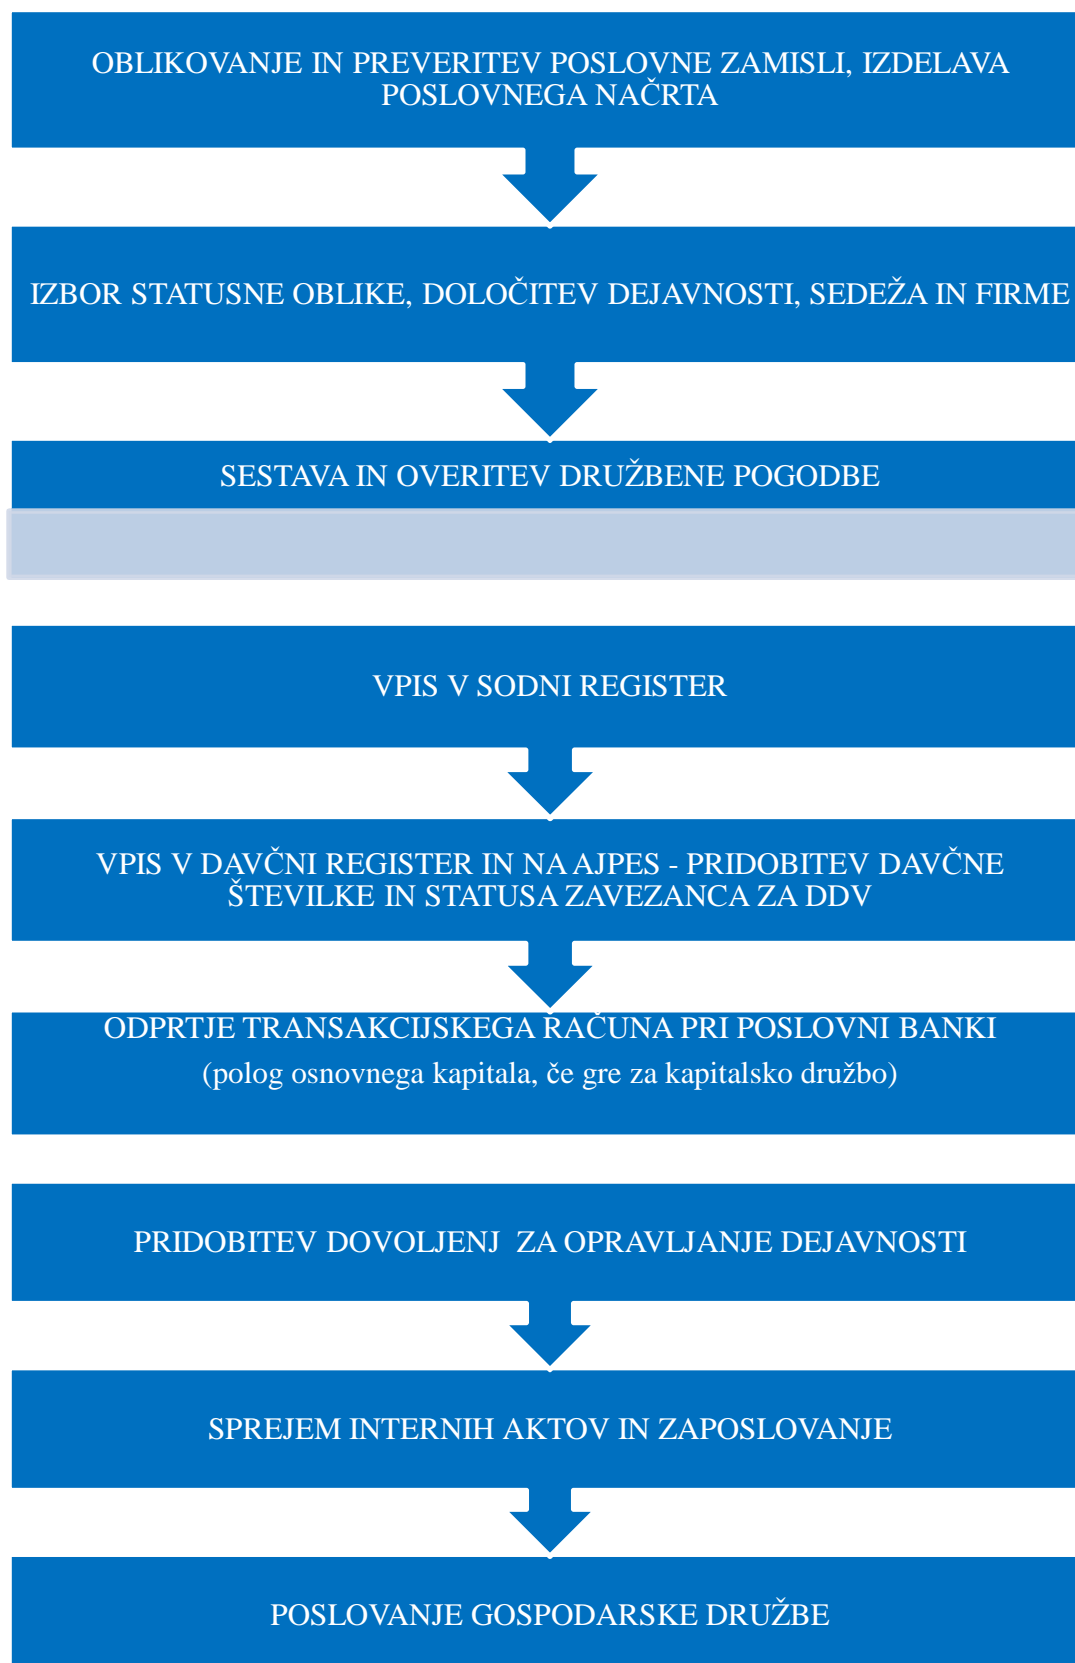 OBLIKOVANJE IN PREVERITEV POSLOVNE ZAMISLI, IZDELAVA
POSLOVNEGA NAČRTA
IZBOR STATUSNE OBLIKE, DOLOČITEV DEJAVNOSTI, SEDEŽA IN FIRME
SESTAVA IN OVERITEV DRUŽBENE POGODBE
VPIS V SODNI REGISTER
VPIS V DAVČNI REGISTER IN NA AJPES - PRIDOBITEV DAVČNE
ŠTEVILKE IN STATUSA ZAVEZANCA ZA DDV
ODPRTJE TRANSAKCIJSKEGA RAČUNA PRI POSLOVNI BANKI
(polog osnovnega kapitala, če gre za kapitalsko družbo)
PRIDOBITEV DOVOLJENJ  ZA OPRAVLJANJE DEJAVNOSTI
SPREJEM INTERNIH AKTOV IN ZAPOSLOVANJE
POSLOVANJE GOSPODARSKE DRUŽBE